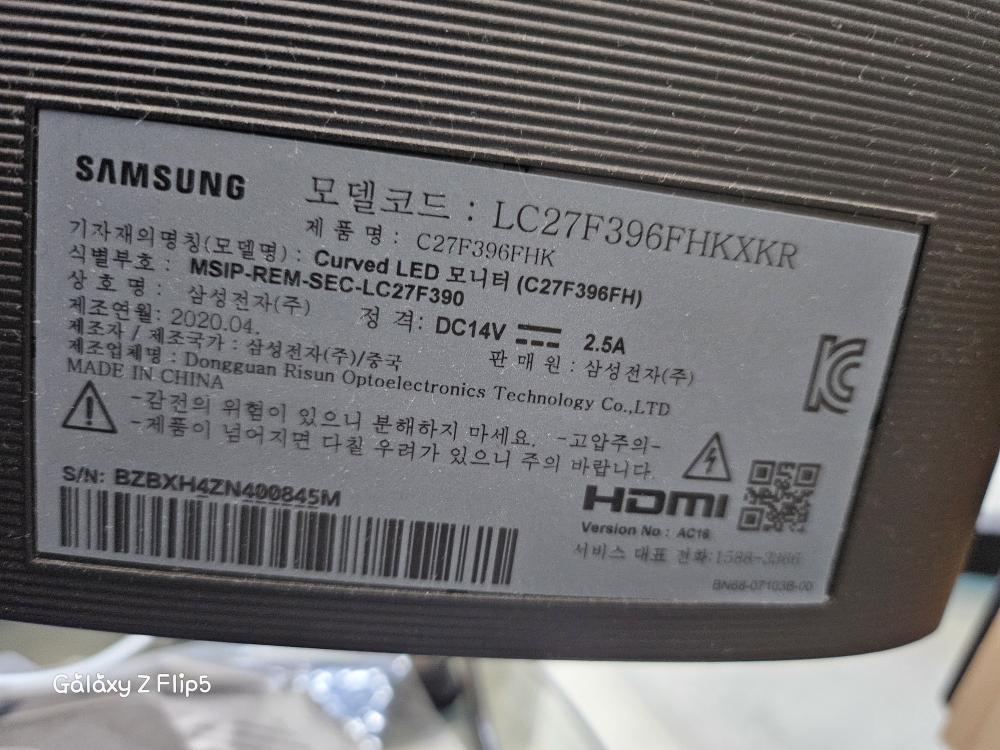 SAMSUNG
모델코드 : LC27F396FHKXKR
제 품 명 : C27F396FHK
기자재의명칭(모델명) : Curved LED 모니터 (C27F396FH)
식별부호 : MSIP-REM-SEC-LC27F390
상 호 명 : 삼성전자(주) 정 격: DC14V 2.5A
제조연월: 2020.04. 판 매 원 : 삼성전자(주)
제조자 / 제조국가 : 삼성전자(주)/중국
제조업체명 : Dongguan Risun Optoelectronics Technology Co.,LTD
MADE IN CHINA
-감전의 위험이 있으니 분해하지 마세요. -고압주의-
-제품이 넘어지면 다칠 우려가 있으니 주의 바랍니다.
S/N: BZBXH4ZN400845M
HDMI
Version No : AC16
서비스 대표 전화:1588-3366
BN68-07103B-00
Galaxy Z Flip5